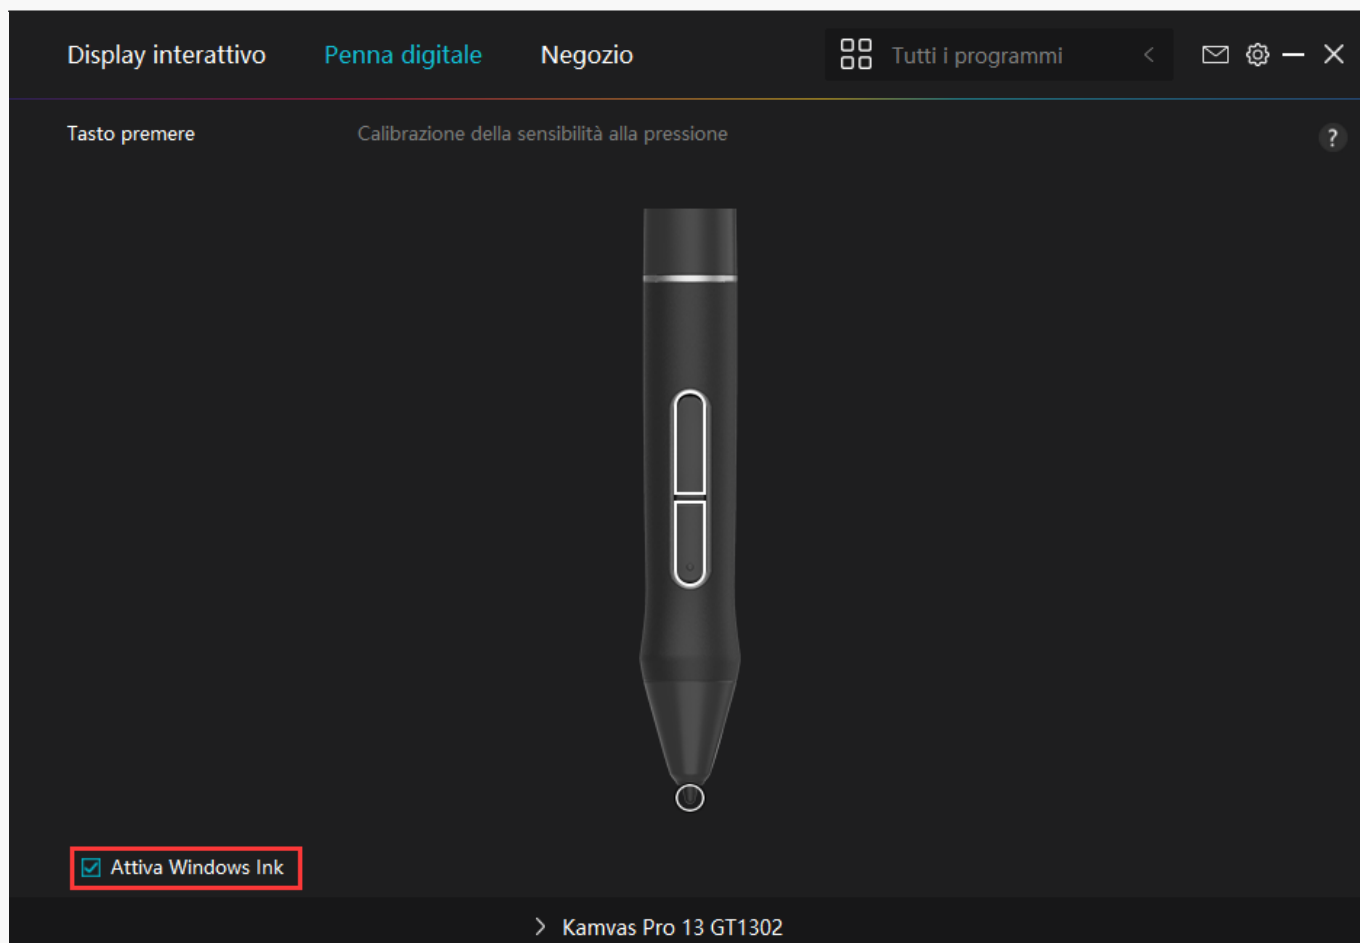 Display interattivo Penna digitale Negozio Tutti i programmi
Tasto premere Calibrazione della sensibilità alla pressione ?
Attiva Windows Ink
Kamvas Pro 13 GT1302